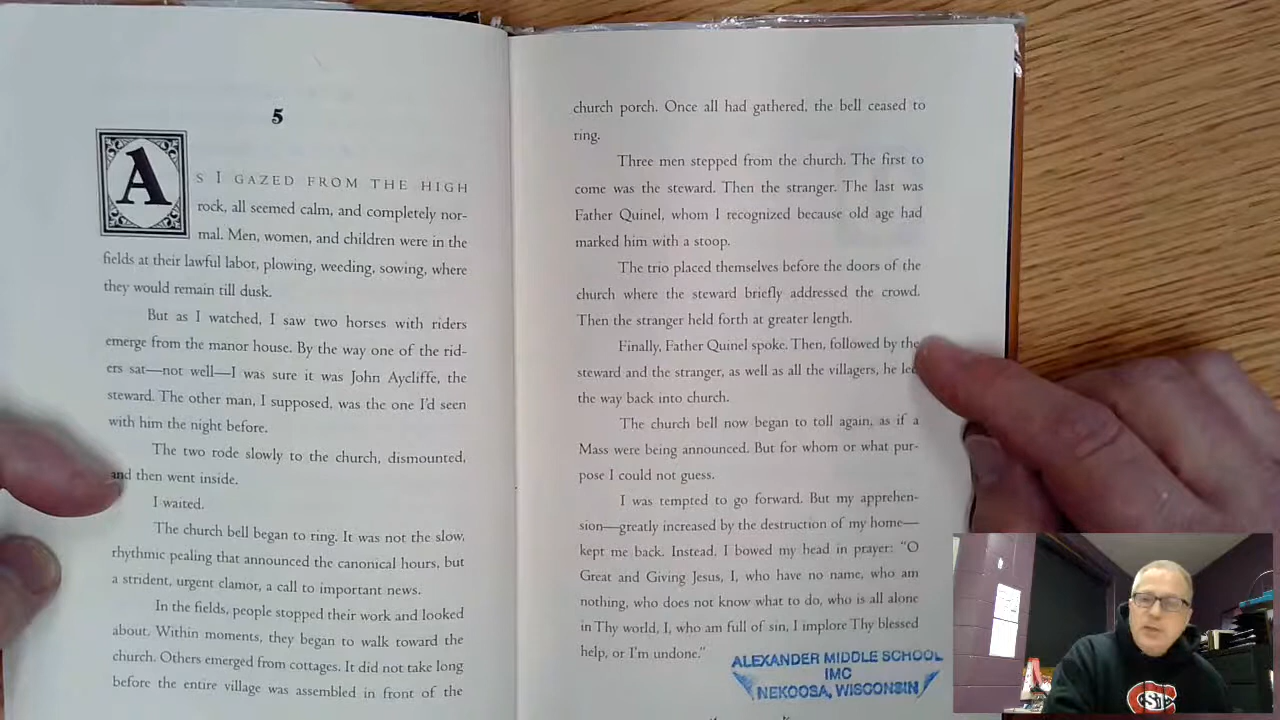 5
AS I GAZED FROM THE HIGH
rock, all seemed calm, and completely nor-
mal. Men, women, and children were in the
fields at their lawful labor, plowing, weeding, sowing, where
they would remain till dusk.
But as I watched, I saw two horses with riders
emerge from the manor house. By the way one of the rid-
ers sat—not well—I was sure it was John Aycliffe, the
steward. The other man, I supposed, was the one I'd seen
with him the night before.
The two rode slowly to the church, dismounted,
and then went inside.
I waited.
The church bell began to ring. It was not the slow,
rhythmic pealing that announced the canonical hours, but
a strident, urgent clamor, a call to important news.
In the fields, people stopped their work and looked
about. Within moments, they began to walk toward the
church. Others emerged from cottages. It did not take long
before the entire village was assembled in front of the
church porch. Once all had gathered, the bell ceased to
ring.
Three men stepped from the church. The first to
come was the steward. Then the stranger. The last was
Father Quinel, whom I recognized because old age had
marked him with a stoop.
The trio placed themselves before the doors of the
church where the steward briefly addressed the crowd.
Then the stranger held forth at greater length.
Finally, Father Quinel spoke. Then, followed by the
steward and the stranger, as well as all the villagers, he led
the way back into church.
The church bell now began to toll again, as if a
Mass were being announced. But for whom or what pur-
pose I could not guess.
I was tempted to go forward. But my apprehen-
sion—greatly increased by the destruction of my home—
kept me back. Instead, I bowed my head in prayer: “O
Great and Giving Jesus, I, who have no name, who am
nothing, who does not know what to do, who is all alone
in Thy world, I, who am full of sin, I implore Thy blessed
help, or I'm undone.”
ALEXANDER MIDDLE SCHOOL
IMC
NEKOOSA, WISCONSIN